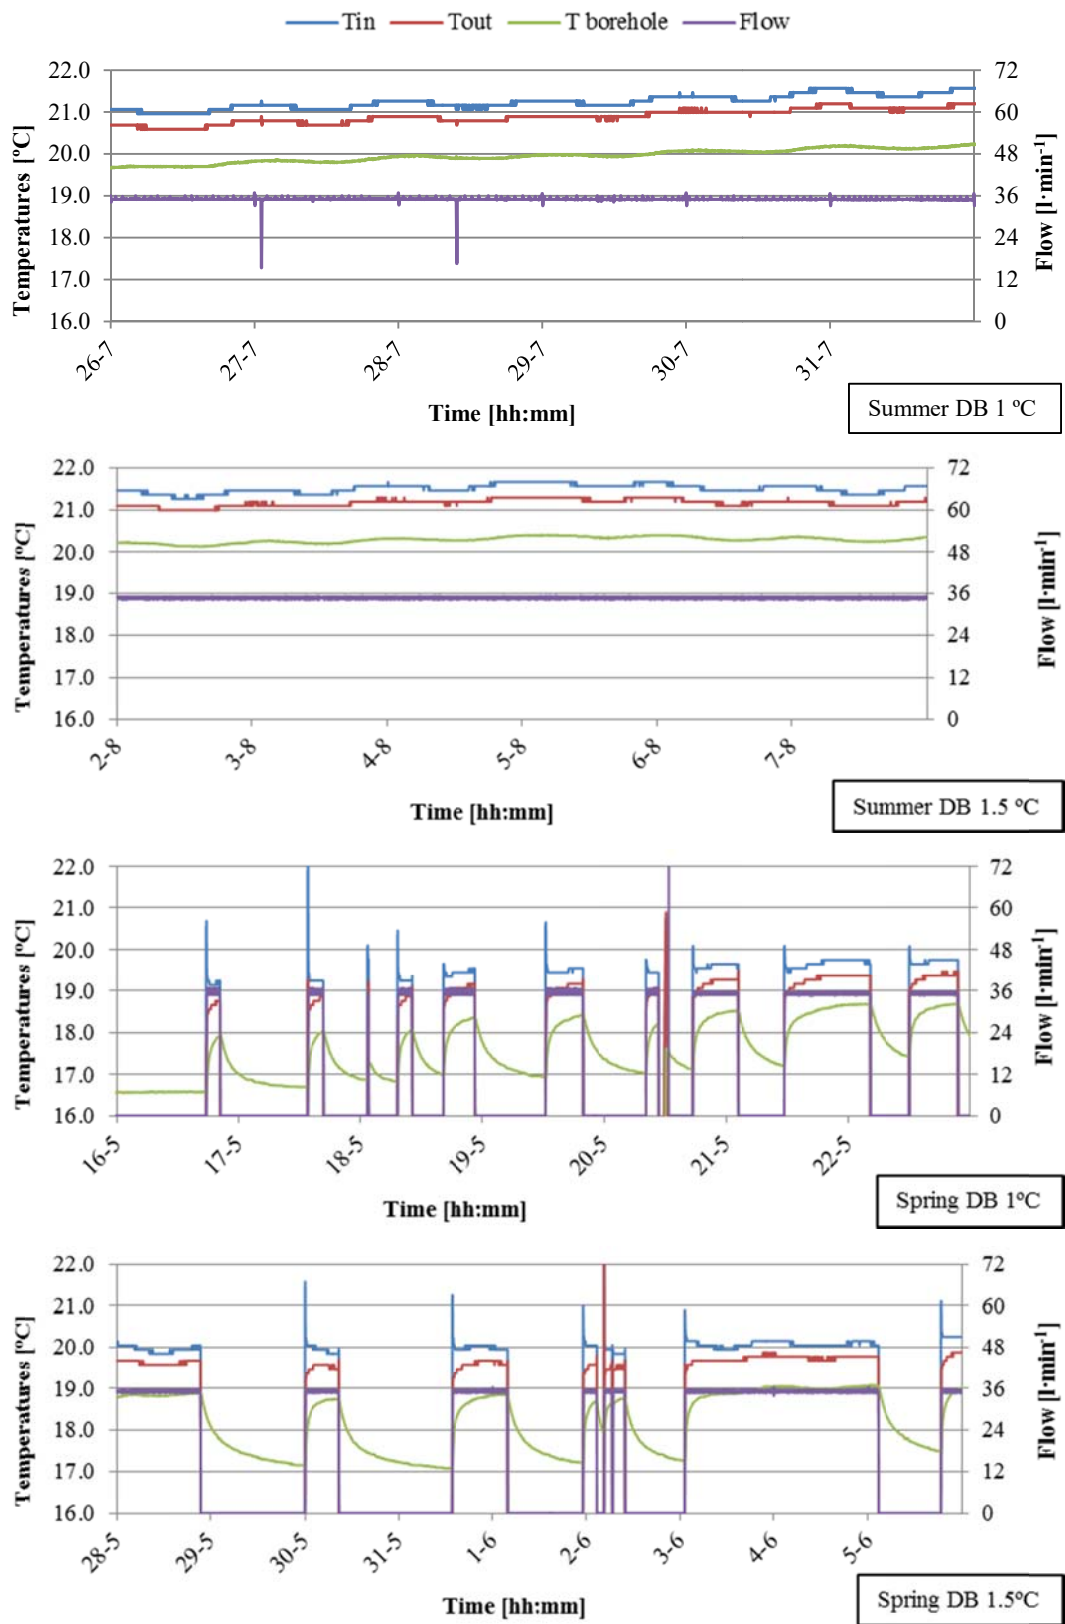 Tin Tout T borehole Flow
22.0 72
21.0 60
20.0 48
19.0 36
18.0 24
17.0 12
16.0 0
Temperatures [ºC]
Flow [l·min-1]
26-7 27-7 28-7 29-7 30-7 31-7
Time [hh:mm]
Summer DB 1 ºC
22.0 72
21.0 60
20.0 48
19.0 36
18.0 24
17.0 12
16.0 0
Temperatures [ºC]
Flow [l·min-1]
2-8 3-8 4-8 5-8 6-8 7-8
Time [hh:mm]
Summer DB 1.5 ºC
22.0 72
21.0 60
20.0 48
19.0 36
18.0 24
17.0 12
16.0 0
Temperatures [ºC]
Flow [l·min-1]
16-5 17-5 18-5 19-5 20-5 21-5 22-5
Time [hh:mm]
Spring DB 1ºC
22.0 72
21.0 60
20.0 48
19.0 36
18.0 24
17.0 12
16.0 0
Temperatures [ºC]
Flow [l·min-1]
28-5 29-5 30-5 31-5 1-6 2-6 3-6 4-6 5-6
Time [hh:mm]
Spring DB 1.5ºC